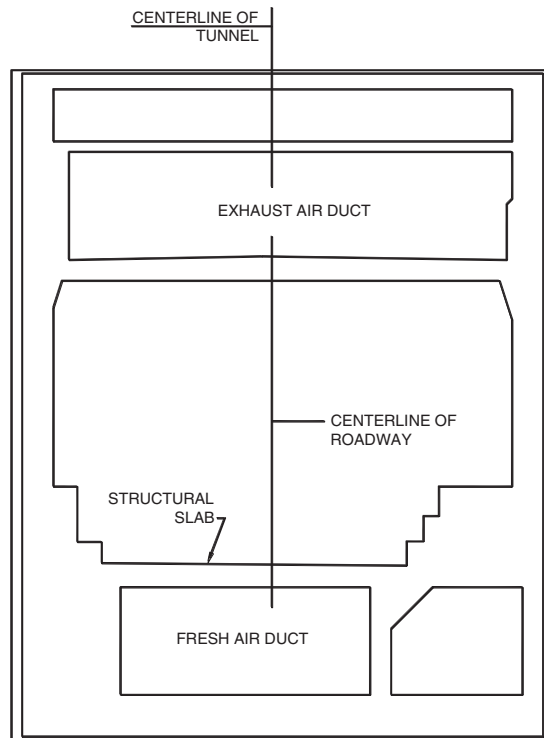 CENTERLINE OF
TUNNEL
EXHAUST AIR DUCT
CENTERLINE OF
ROADWAY
STRUCTURAL
SLAB
FRESH AIR DUCT